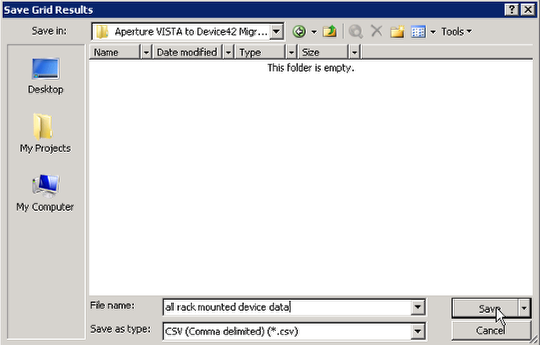 Save Grid Results
Save in:
Aperture VISTA to Device42 Migr...
Tools
Name
Date modified
Type
Size
This folder is empty.
Desktop
My Projects
My Computer
File name:
all rack mounted device data
Save
Save as type:
CSV (Comma delimited) (*.csv)
Cancel